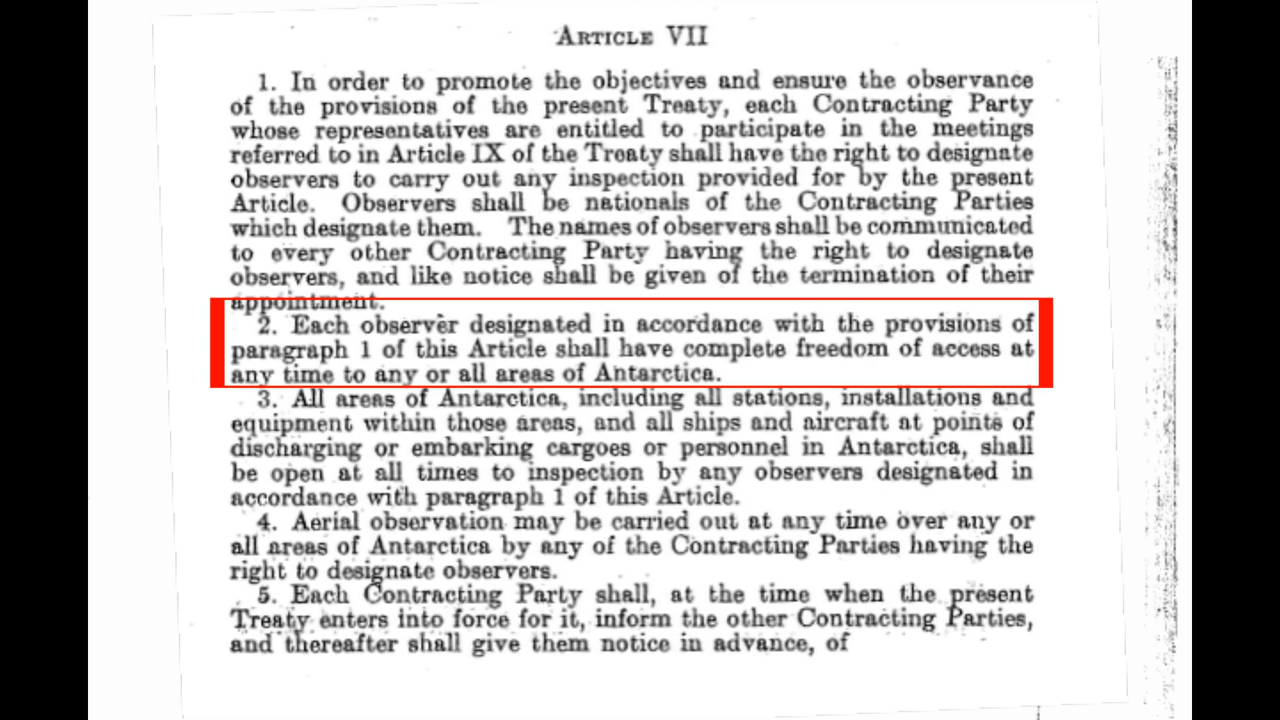 ARTICLE VII
1. In order to promote the objectives and ensure the observance
of the provisions of the present Treaty, each Contracting Party
whose representatives are entitled to participate in the meetings
referred to in Article IX of the Treaty shall have the right to designate
observers to carry out any inspection provided for by the present
Article. Observers shall be nationals of the Contracting Parties
which designate them. The names of observers shall be communicated
to every other Contracting Party having the right to designate
observers, and like notice shall be given of the termination of their
appointment.
2. Each observer designated in accordance with the provisions of
paragraph 1 of this Article shall have complete freedom of access at
any time to any or all areas of Antarctica.
3. All areas of Antarctica, including all stations, installations and
equipment within those areas, and all ships and aircraft at points of
discharging or embarking cargoes or personnel in Antarctica, shall
be open at all times to inspection by any observers designated in
accordance with paragraph 1 of this Article.
4. Aerial observation may be carried out at any time over any or
all areas of Antarctica by any of the Contracting Parties having the
right to designate observers.
5. Each Contracting Party shall, at the time when the present
Treaty enters into force for it, inform the other Contracting Parties,
and thereafter shall give them notice in advance, of